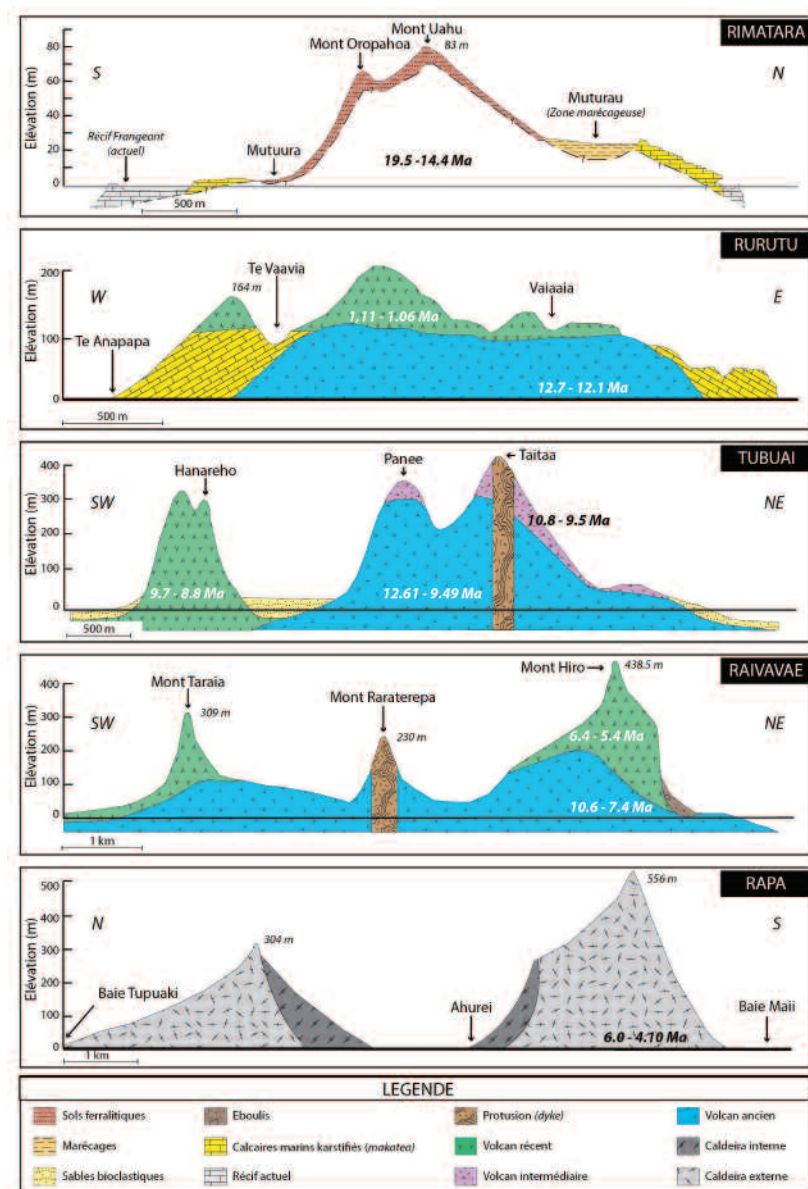 RIMATARA
Mont Uahu
83 m
Mont Oropahoa
S
N
Elévation (m)
80
60
40
20
0
Récif Frangeant
(actuel)
Mutuura
Muturau
(Zone marécageuse)
19.5 -14.4 Ma
500 m
RURUTU
Elévation (m)
200
100
0
W
E
164 m
Te Vaavia
Vaiaaia
Te Anapapa
1.11 - 1.06 Ma
12.7 - 12.1 Ma
500 m
TUBUAI
Elévation (m)
400
300
200
100
0
SW
NE
Hanareho
Panee
Taitaa
10.8 - 9.5 Ma
9.7 - 8.8 Ma
12.61 - 9.49 Ma
500 m
RAIVAVAE
Elévation (m)
400
300
200
100
0
SW
NE
Mont Taraia
309 m
Mont Raraterepa
230 m
Mont Hiro
438.5 m
6.4 - 5.4 Ma
10.6 - 7.4 Ma
1 km
RAPA
Elévation (m)
500
400
300
200
100
0
N
S
556 m
304 m
Baie Tupuaki
Ahurei
Baie Maii
6.0 - 4.10 Ma
1 km
LEGENDE
Sols ferralitiques
Eboulis
Protusion (dyke)
Volcan ancien
Marécages
Calcaires marins karstifiés (makatea)
Volcan récent
Caldeira interne
Sables bioclastiques
Récif actuel
Volcan intermédiaire
Caldeira externe